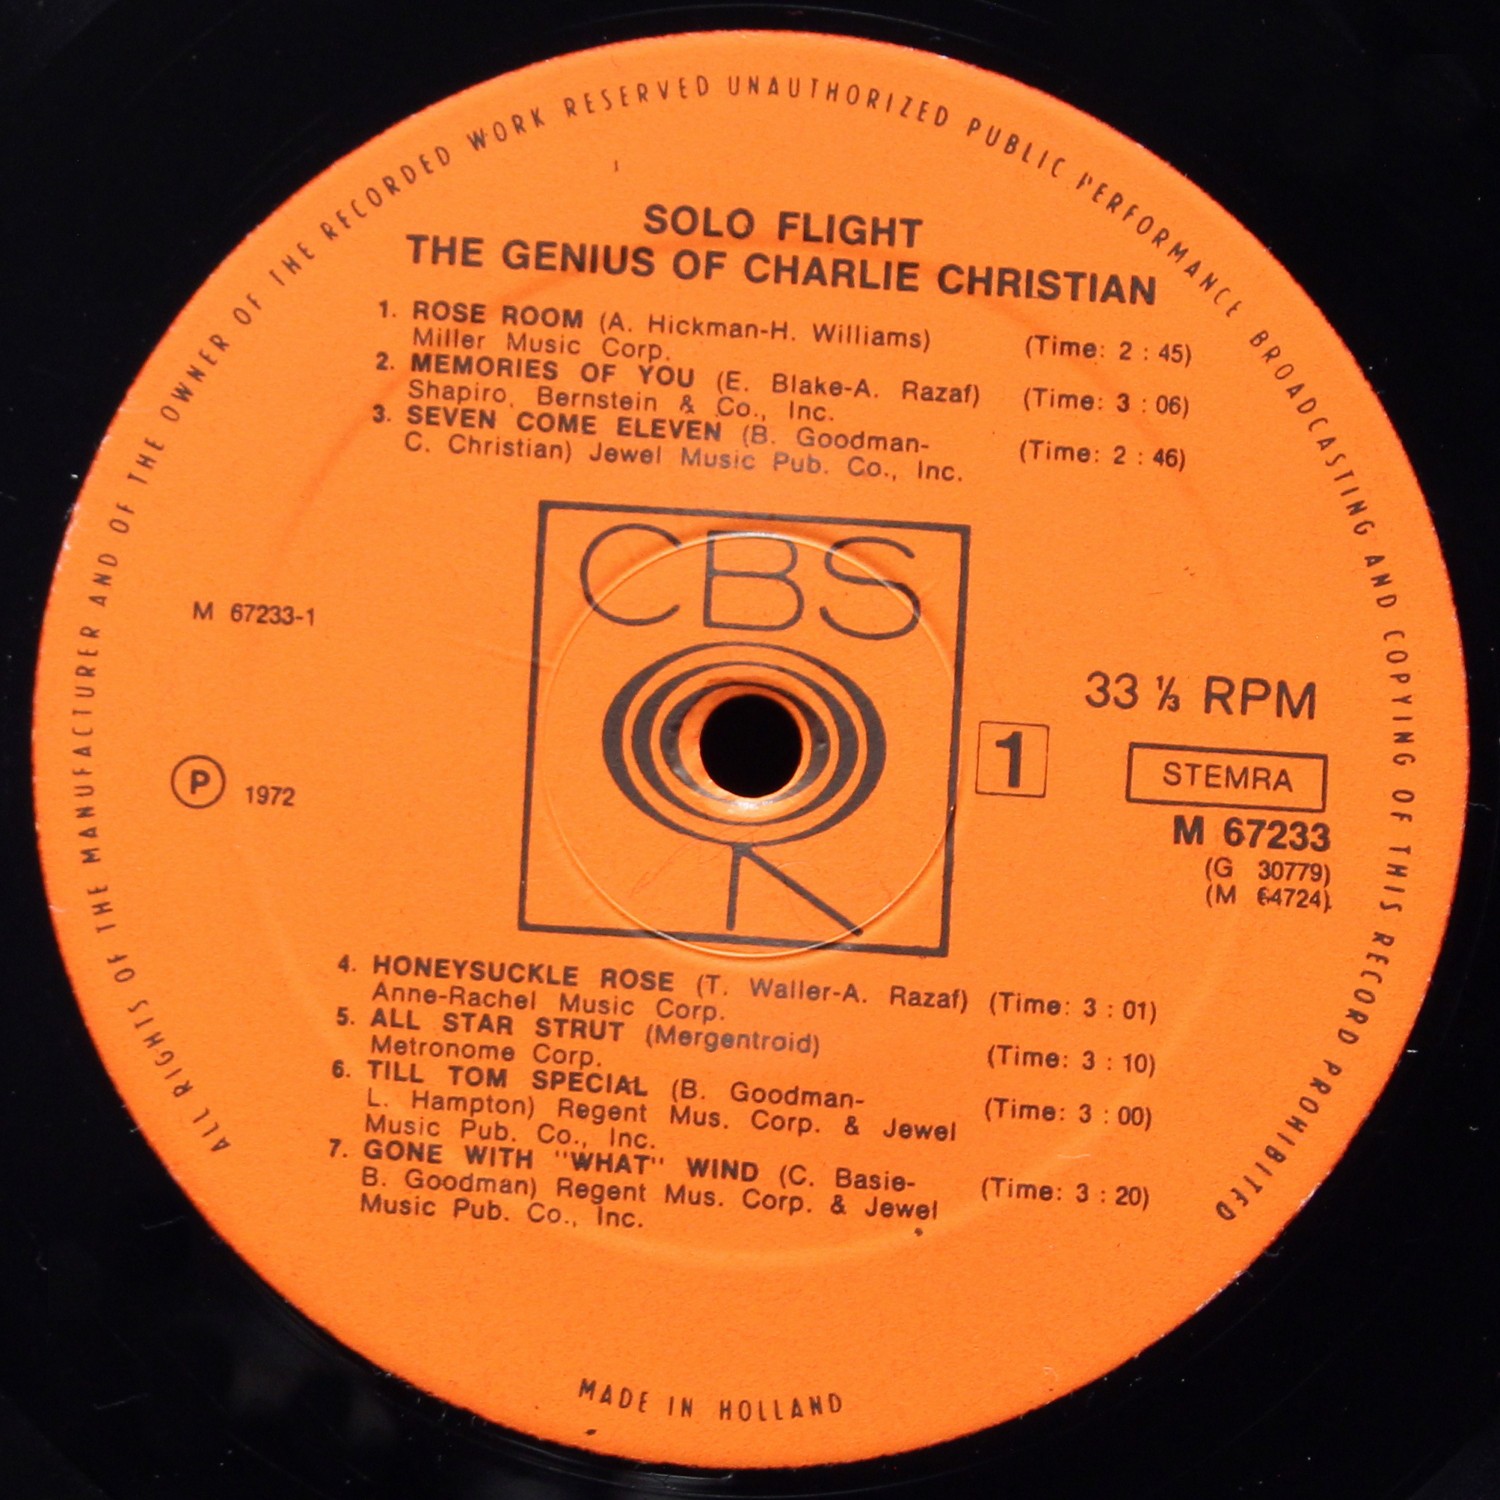 ALL RIGHTS OF THE MANUFACTURER AND OF THE OWNER OF THE RECORDED WORK RESERVED UNAUTHORIZED PUBLIC PERFORMANCE BROADCASTING AND COPYING OF THIS RECORD PROHIBITED
SOLO FLIGHT
THE GENIUS OF CHARLIE CHRISTIAN
1. ROSE ROOM (A. Hickman-H. Williams) (Time: 2 : 45)
Miller Music Corp.
2. MEMORIES OF YOU (E. Blake-A. Razaf) (Time: 3 : 06)
Shapiro, Bernstein & Co., Inc.
3. SEVEN COME ELEVEN (B. Goodman- (Time: 2 : 46)
C. Christian) Jewel Music Pub. Co., Inc.
CBS
M 67233-1
33 ⅓ RPM
1
STEMRA
P 1972
M 67233
(G 30779)
(M 64724)
4. HONEYSUCKLE ROSE (T. Waller-A. Razaf) (Time: 3 : 01)
Anne-Rachel Music Corp.
5. ALL STAR STRUT (Mergentroid) (Time: 3 : 10)
Metronome Corp.
6. TILL TOM SPECIAL (B. Goodman- (Time: 3 : 00)
L. Hampton) Regent Mus. Corp. & Jewel
Music Pub. Co., Inc.
7. GONE WITH "WHAT" WIND (C. Basie- (Time: 3 : 20)
B. Goodman) Regent Mus. Corp. & Jewel
Music Pub. Co., Inc.
MADE IN HOLLAND